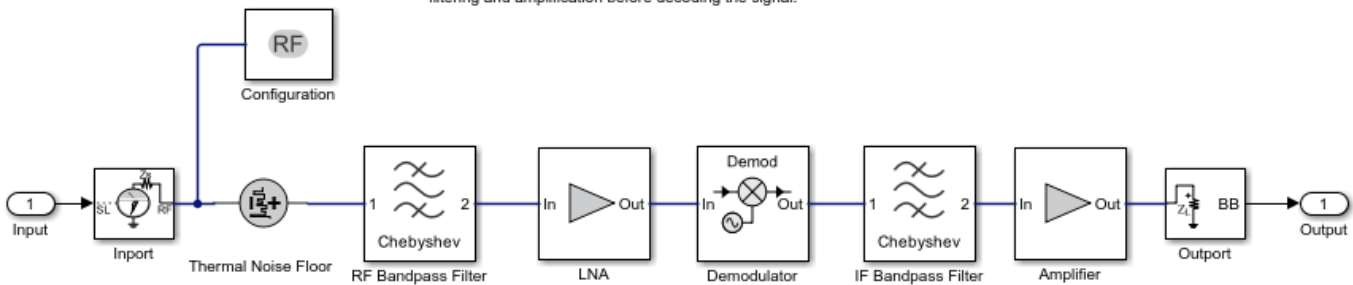 filtering and amplification before decoding the signal.
RF
Configuration
1
Input
SL
Zs
RF
Inport
Thermal Noise Floor
1
2
Chebyshev
RF Bandpass Filter
In
Out
LNA
Demod
In
Out
Demodulator
1
2
Chebyshev
IF Bandpass Filter
In
Out
Amplifier
ZL
BB
Outport
1
Output